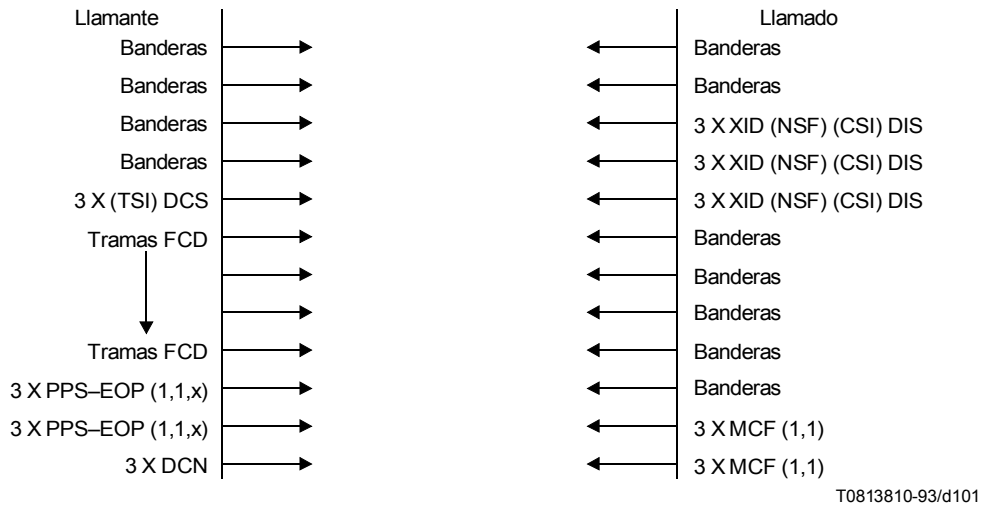 Llamante Llamado
Banderas Banderas
Banderas Banderas
Banderas 3 X XID (NSF) (CSI) DIS
Banderas 3 X XID (NSF) (CSI) DIS
3 X (TSI) DCS 3 X XID (NSF) (CSI) DIS
Tramas FCD Banderas
Banderas
Banderas
Tramas FCD Banderas
3 X PPS–EOP (1,1,x) Banderas
3 X PPS–EOP (1,1,x) 3 X MCF (1,1)
3 X DCN 3 X MCF (1,1)
T0813810-93/d101